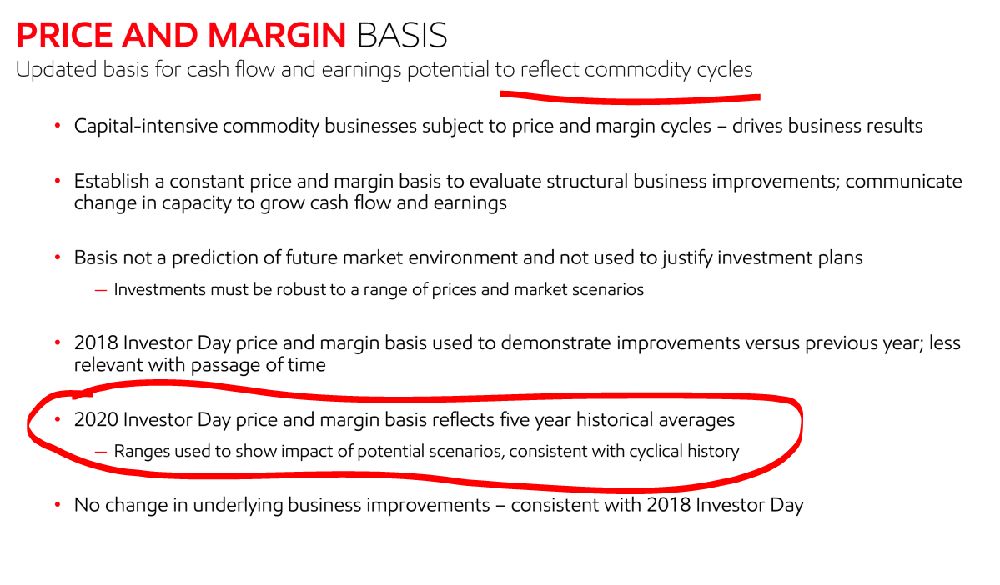 PRICE AND MARGIN BASIS
Updated basis for cash flow and earnings potential to reflect commodity cycles
• Capital-intensive commodity businesses subject to price and margin cycles – drives business results
• Establish a constant price and margin basis to evaluate structural business improvements; communicate
change in capacity to grow cash flow and earnings
• Basis not a prediction of future market environment and not used to justify investment plans
— Investments must be robust to a range of prices and market scenarios
• 2018 Investor Day price and margin basis used to demonstrate improvements versus previous year; less
relevant with passage of time
• 2020 Investor Day price and margin basis reflects five year historical averages
— Ranges used to show impact of potential scenarios, consistent with cyclical history
• No change in underlying business improvements – consistent with 2018 Investor Day